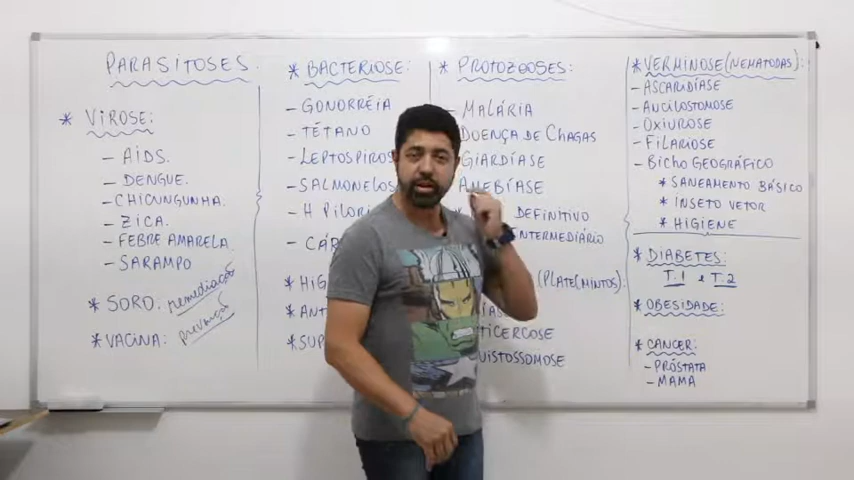 PARASITOSES
* VIROSE:
- AIDS.
- DENGUE.
- CHICUNGUNHA.
- ZICA.
- FEBRE AMARELA.
- SARAMPO
* SORO. remediação
* VACINA: prevenção
* BACTERIOSE:
- GONORRÉIA
- TÉTANO
- LEPTOSPIROS
- SALMONELOS
- H PILORI
* PROTOZOOSES:
- MALÁRIA
DOENÇA DE CHAGAS
GIARDÍASE
AMEBÍASE
DEFINITIVO
INTERMEDIÁRIO
(PLATELMINTOS)
* VERMINOSE (NEMATODAS)
- ASCARIDÍASE
- ANCILOSTOMOSE
- OXIUROSE
- FILARIOSE
- BICHO GEOGRÁFICO
* SANEAMENTO BÁSICO
* INSETO VETOR
* HIGIENE
* DIABETES:
T.1 e T.2
* OBESIDADE:
* CANCER:
- PRÓSTATA
- MAMA